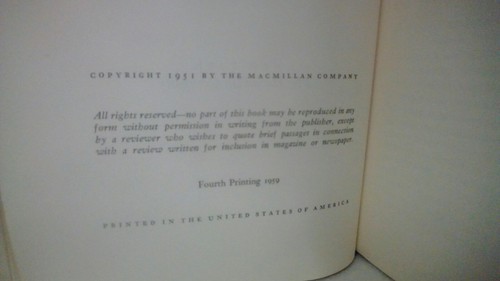 COPYRIGHT 1951 BY THE MACMILLAN COMPANY
All rights reserved—no part of this book may be reproduced in any
form without permission in writing from the publisher, except
by a reviewer who wishes to quote brief passages in connection
with a review written for inclusion in magazine or newspaper.
Fourth Printing 1959
PRINTED IN THE UNITED STATES OF AMERICA